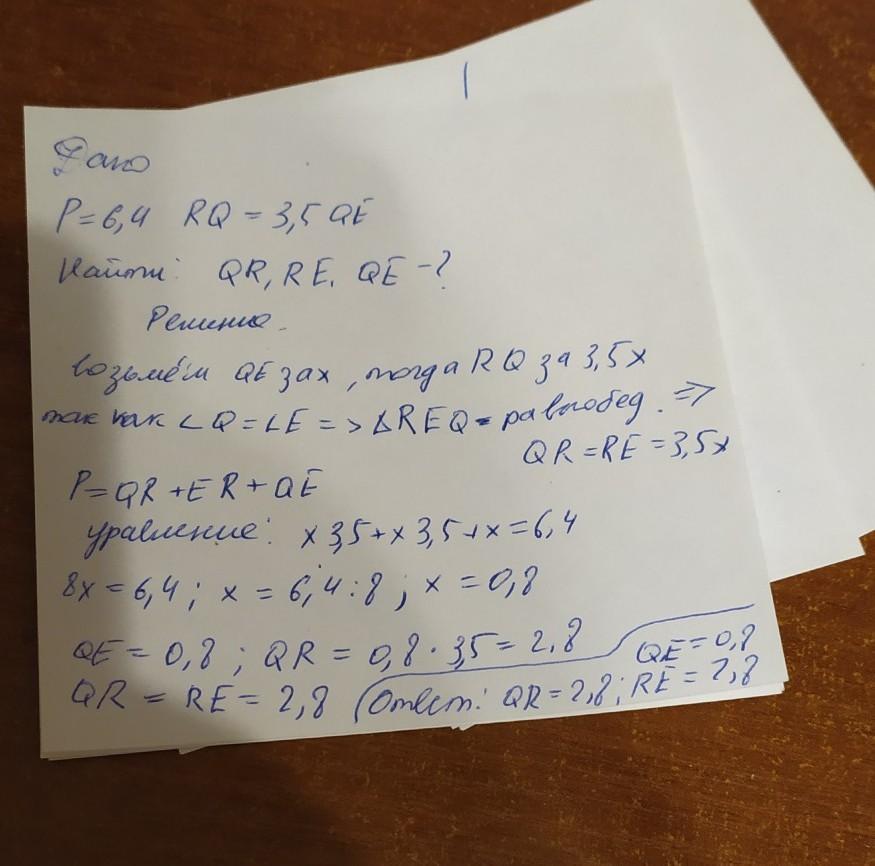 Дано
P=6,4 RQ = 3,5 QE
Найти: QR, RE, QE -?
Решение.
возьмём QE за x, тогда RQ за 3,5x
так как ∠Q = ∠E => ΔREQ - равнобед. =>
QR = RE = 3,5x
P = QR + ER + QE
уравнение: x 3,5 + x 3,5 + x = 6,4
8x = 6,4 ; x = 6,4 : 8 ; x = 0,8
QE = 0,8 ; QR = 0,8 · 3,5 = 2,8
QR = RE = 2,8
Ответ: QR = 2,8 ; RE = 2,8
QE = 0,8